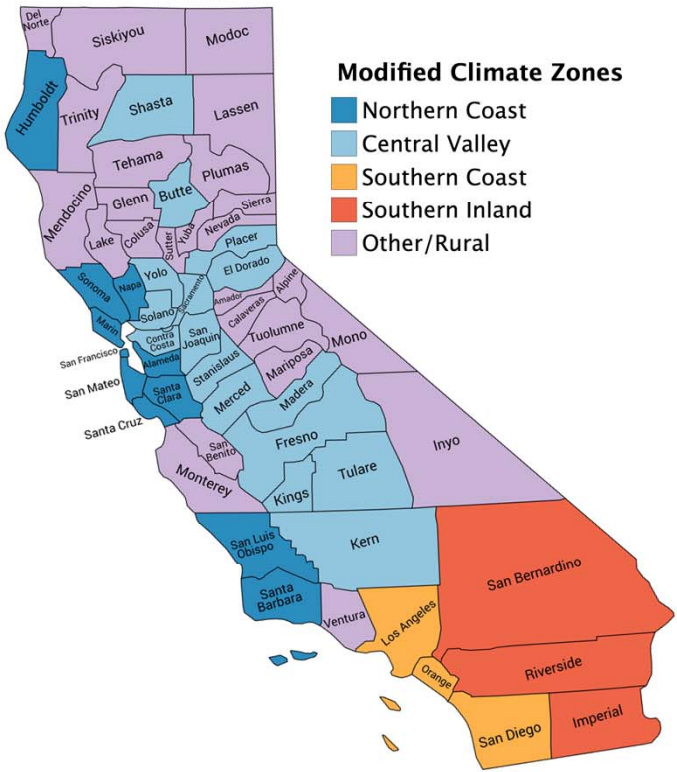 Del
Norte
Siskiyou
Modoc
Modified Climate Zones
Northern Coast
Central Valley
Southern Coast
Southern Inland
Other/Rural
Humboldt
Trinity
Shasta
Lassen
Tehama
Plumas
Mendocino
Glenn
Butte
Sierra
Lake
Colusa
Sutter
Yuba
Nevada
Placer
El Dorado
Sonoma
Napa
Yolo
Sacramento
Alpine
Amador
Solano
Calaveras
Marin
Contra
Costa
San
Joaquin
Tuolumne
Mono
San Francisco
Alameda
Stanislaus
Mariposa
San Mateo
Santa
Clara
Merced
Madera
Santa Cruz
San
Benito
Fresno
Inyo
Monterey
Kings
Tulare
San Luis
Obispo
Kern
San Bernardino
Santa
Barbara
Ventura
Los Angeles
Orange
Riverside
San Diego
Imperial